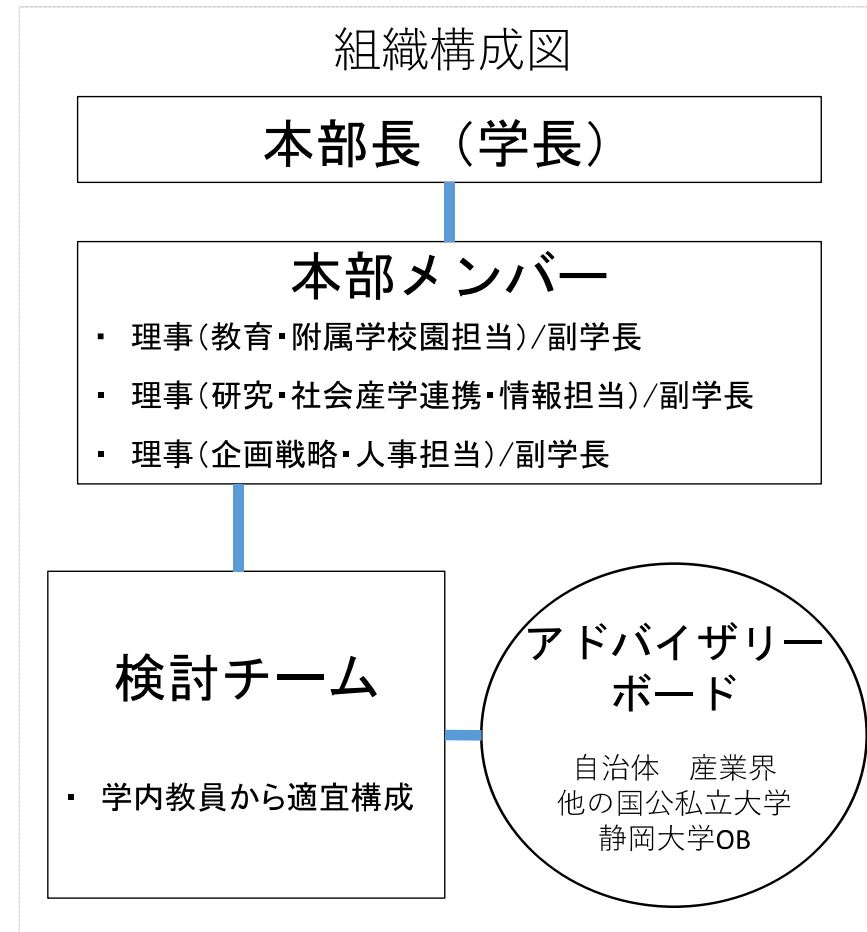 組織構成図
本部長（学長）
本部メンバー
・ 理事(教育・附属学校園担当)/副学長
・ 理事(研究・社会産学連携・情報担当)/副学長
・ 理事(企画戦略・人事担当)/副学長
検討チーム
・ 学内教員から適宜構成
アドバイザリー
ボード
自治体　産業界
他の国公私立大学
静岡大学OB